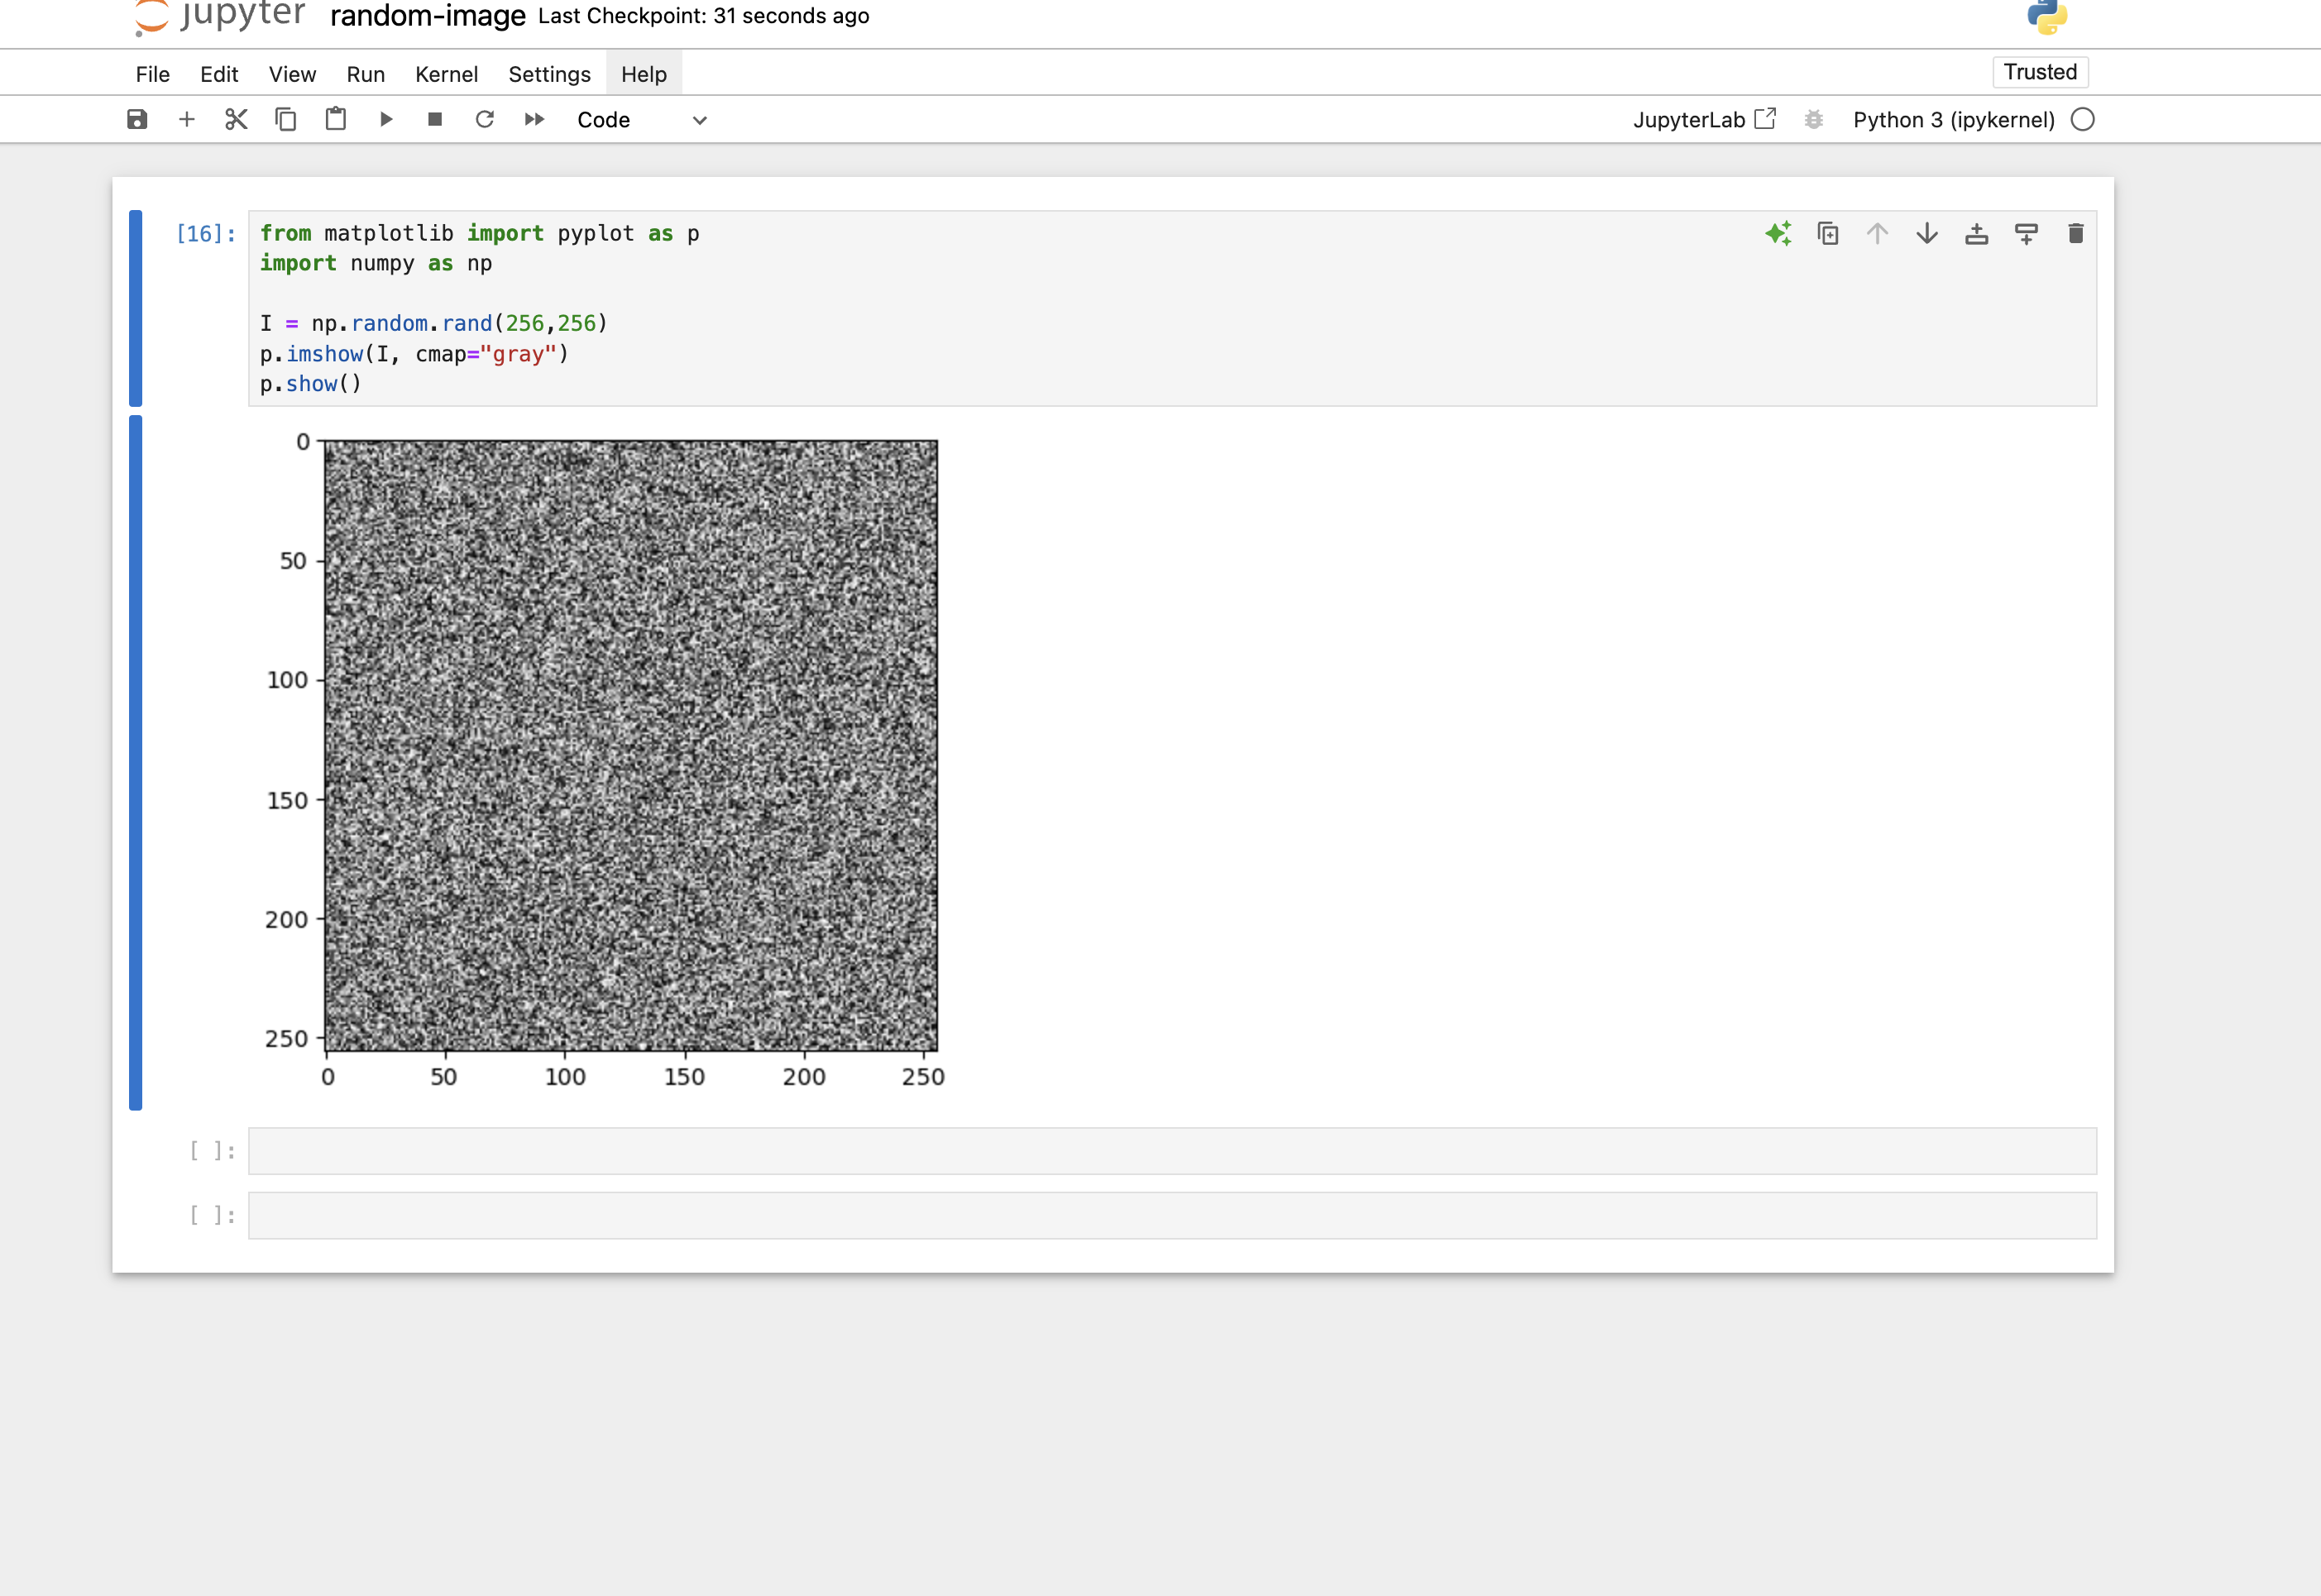 jupyter random-image Last Checkpoint: 31 seconds ago
File Edit View Run Kernel Settings Help Trusted
Code JupyterLab Python 3 (ipykernel)
[16]: from matplotlib import pyplot as p
import numpy as np
I = np.random.rand(256,256)
p.imshow(I, cmap="gray")
p.show()
0
50
100
150
200
250
0 50 100 150 200 250
[ ]:
[ ]: